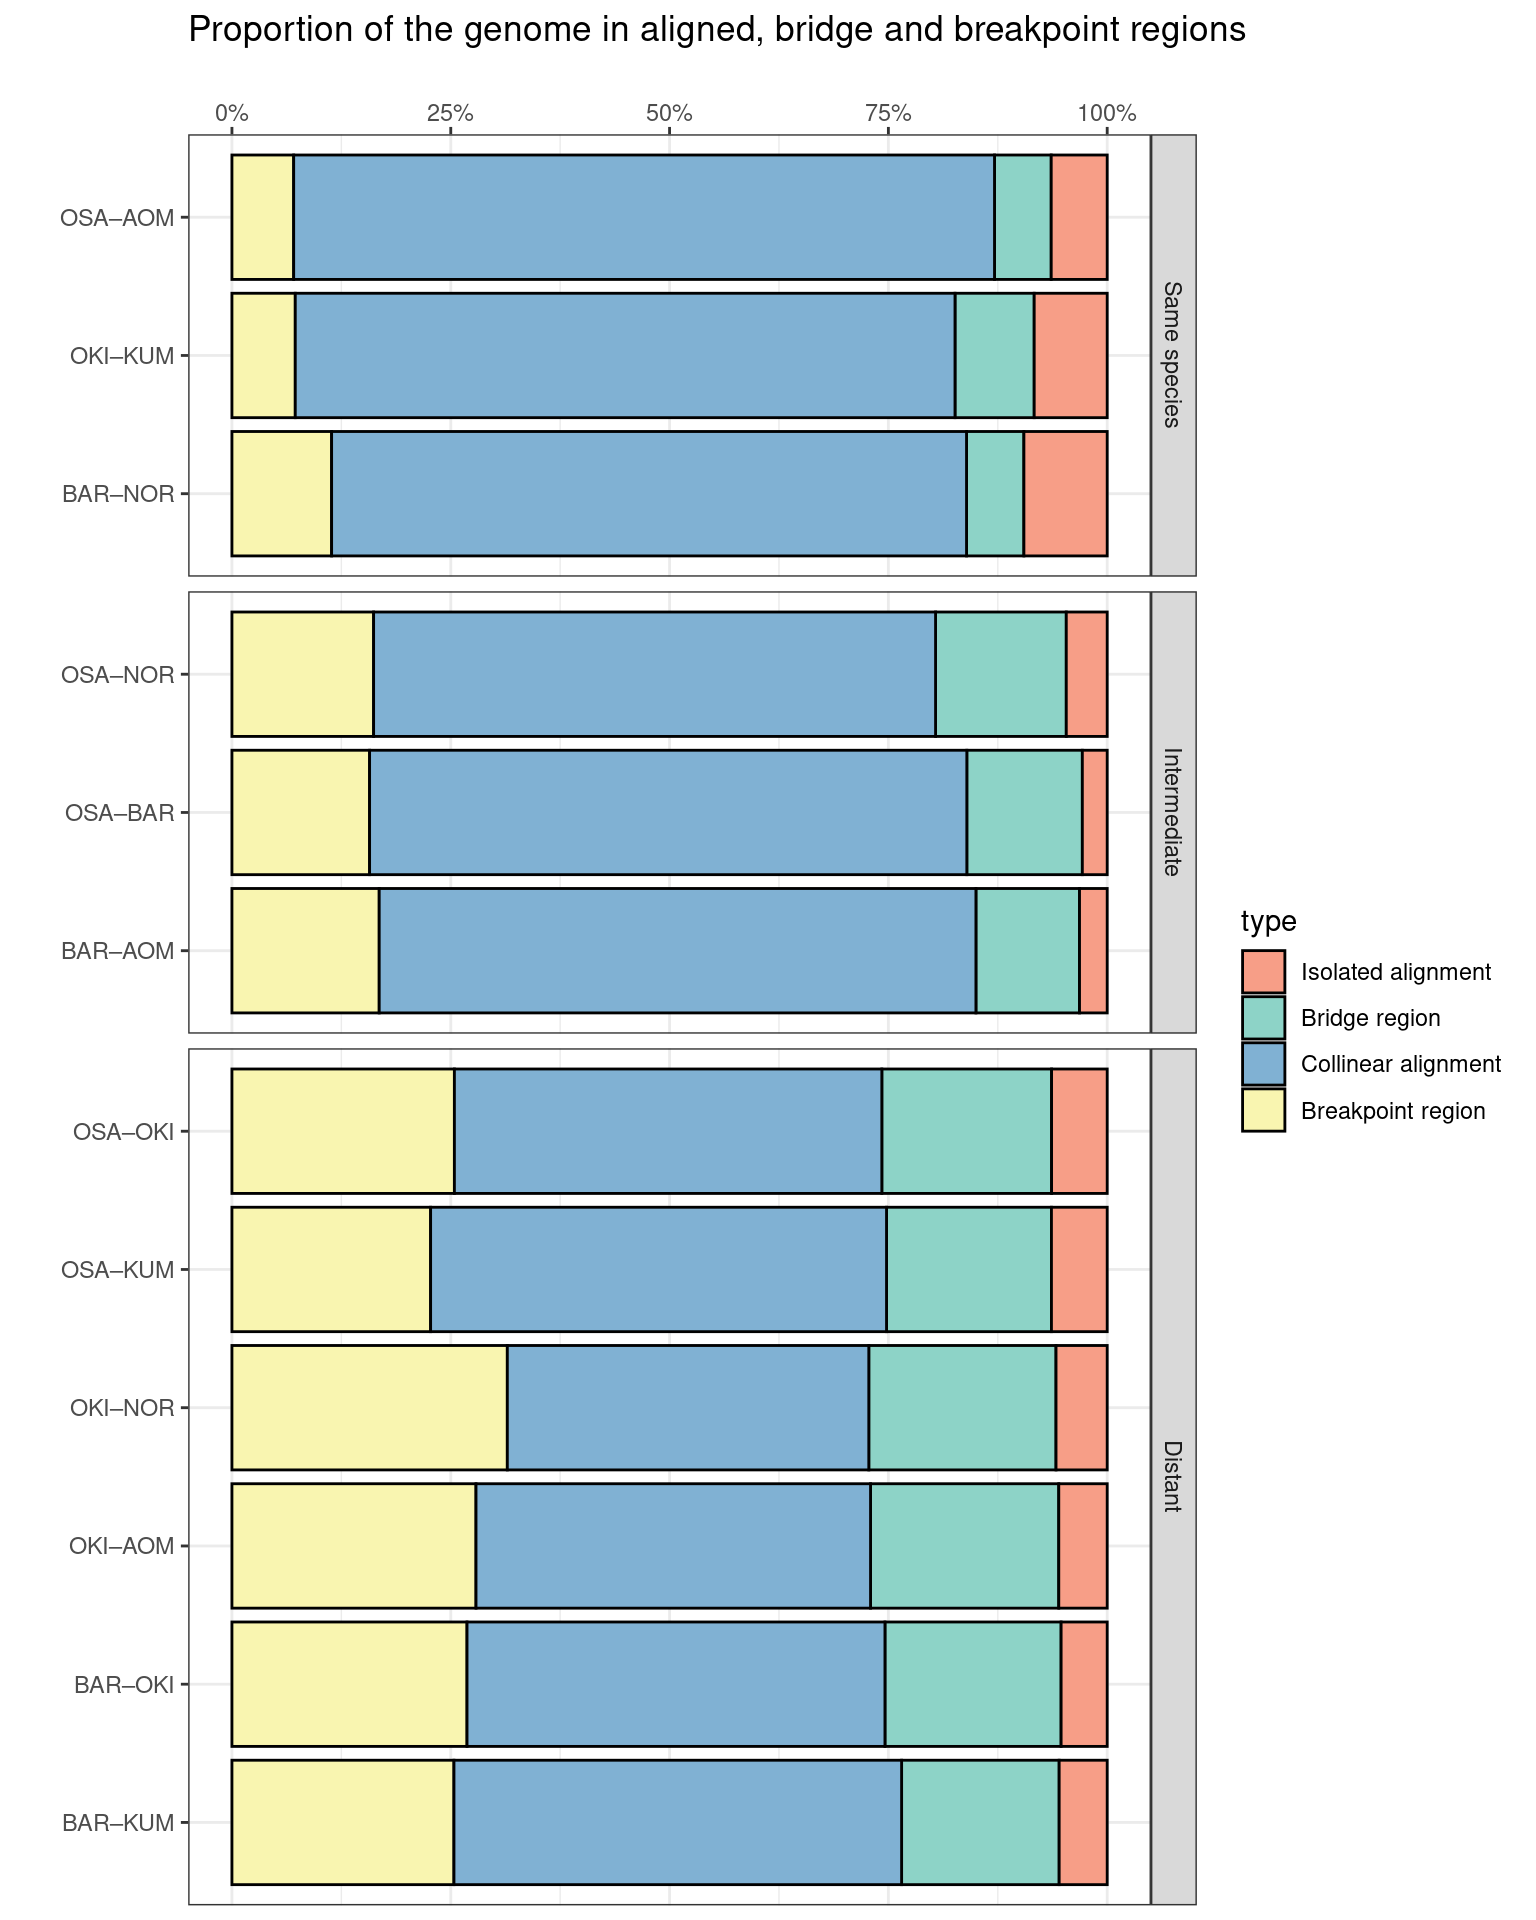 Proportion of the genome in aligned, bridge and breakpoint regions
0% 25% 50% 75% 100%
OSA–AOM
OKI–KUM
BAR–NOR
Same species
OSA–NOR
OSA–BAR
BAR–AOM
Intermediate
OSA–OKI
OSA–KUM
OKI–NOR
OKI–AOM
BAR–OKI
BAR–KUM
Distant
type
Isolated alignment
Bridge region
Collinear alignment
Breakpoint region